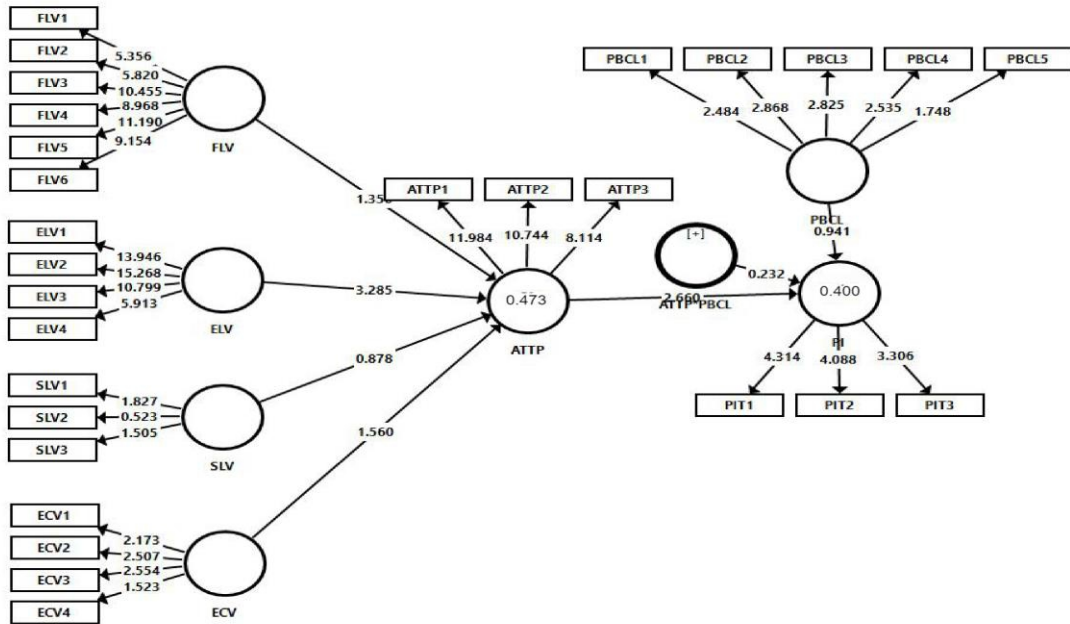 FLV1
FLV2
FLV3
FLV4
FLV5
FLV6
5.356
5.820
10.455
8.968
11.190
9.154
FLV
ELV1
ELV2
ELV3
ELV4
13.946
15.268
10.799
5.913
ELV
SLV1
SLV2
SLV3
1.827
0.523
1.505
SLV
ECV1
ECV2
ECV3
ECV4
2.173
2.507
2.554
1.523
ECV
3.285
0.878
1.560
ATTP1 ATTP2 ATTP3
11.984 10.744 8.114
0.473
ATTP
PBCL1 PBCL2 PBCL3 PBCL4 PBCL5
2.484 2.868 2.825 2.535 1.748
PBCL
0.941
[+]
0.232
ATTP*PBCL
2.660
0.400
PI
4.314 4.088 3.306
PIT1 PIT2 PIT3